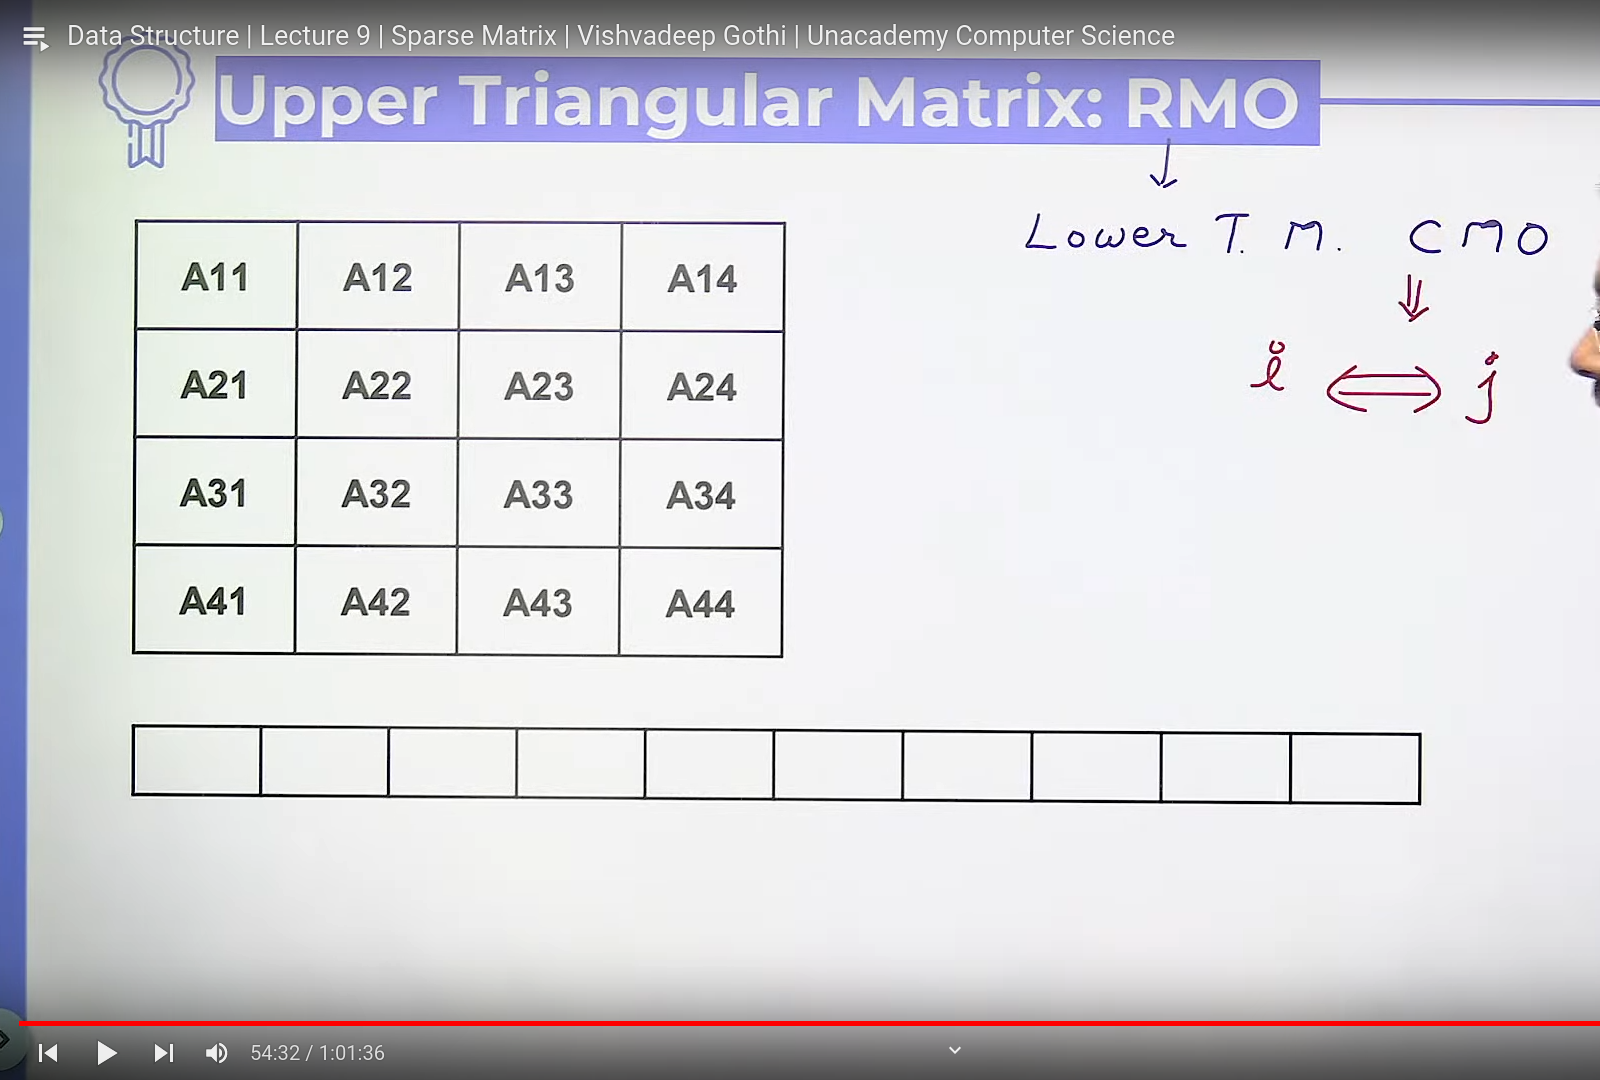 Data Structure | Lecture 9 | Sparse Matrix | Vishvadeep Gothi | Unacademy Computer Science
Upper Triangular Matrix: RMO
Lower T. M. CMO
i ⟺ j
A11 A12 A13 A14
A21 A22 A23 A24
A31 A32 A33 A34
A41 A42 A43 A44
54:32 / 1:01:36